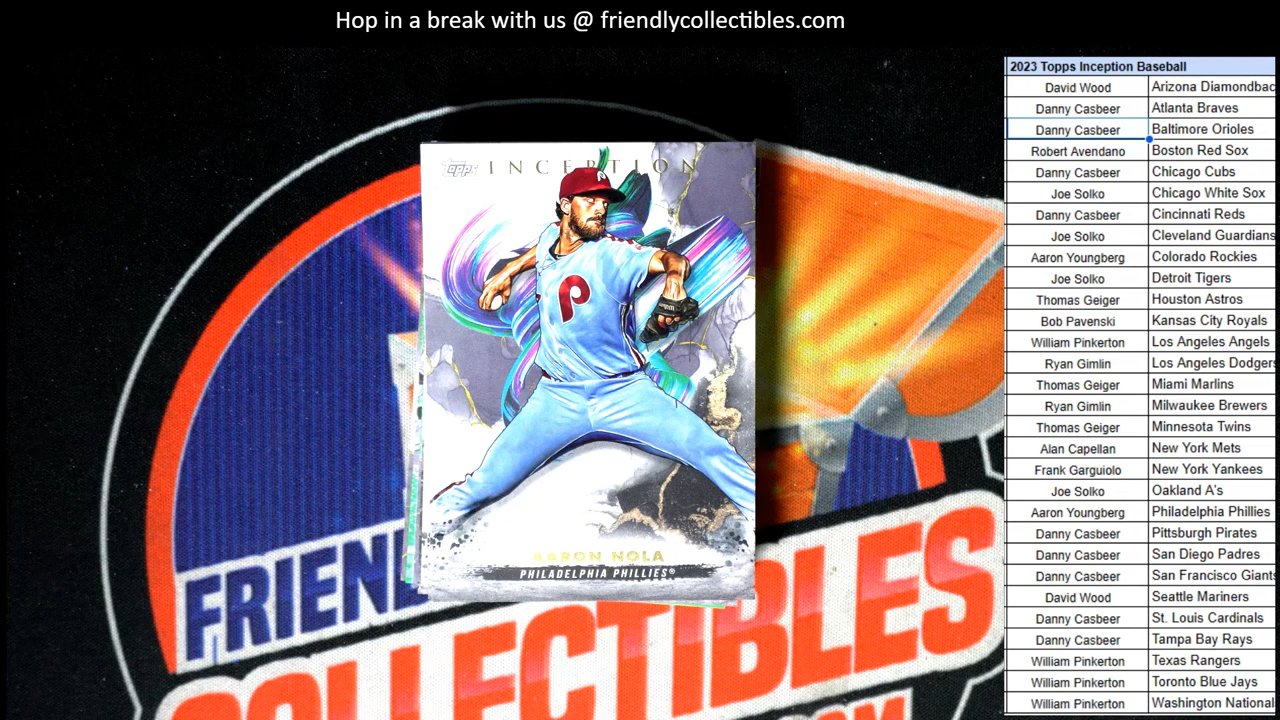 Hop in a break with us @ friendlycollectibles.com
2023 Topps Inception Baseball
David Wood Arizona Diamondbac
Danny Casbeer Atlanta Braves
Danny Casbeer Baltimore Orioles
Robert Avendano Boston Red Sox
Danny Casbeer Chicago Cubs
Joe Solko Chicago White Sox
Danny Casbeer Cincinnati Reds
Joe Solko Cleveland Guardians
Aaron Youngberg Colorado Rockies
Joe Solko Detroit Tigers
Thomas Geiger Houston Astros
Bob Pavenski Kansas City Royals
William Pinkerton Los Angeles Angels
Ryan Gimlin Los Angeles Dodgers
Thomas Geiger Miami Marlins
Ryan Gimlin Milwaukee Brewers
Thomas Geiger Minnesota Twins
Alan Capellan New York Mets
Frank Garguiolo New York Yankees
Joe Solko Oakland A's
Aaron Youngberg Philadelphia Phillies
Danny Casbeer Pittsburgh Pirates
Danny Casbeer San Diego Padres
Danny Casbeer San Francisco Giants
David Wood Seattle Mariners
Danny Casbeer St. Louis Cardinals
Danny Casbeer Tampa Bay Rays
William Pinkerton Texas Rangers
William Pinkerton Toronto Blue Jays
William Pinkerton Washington National
Topps INCEPTION
P
P
AARON NOLA
PHILADELPHIA PHILLIES®
FRIEND
COLLECTIBLES